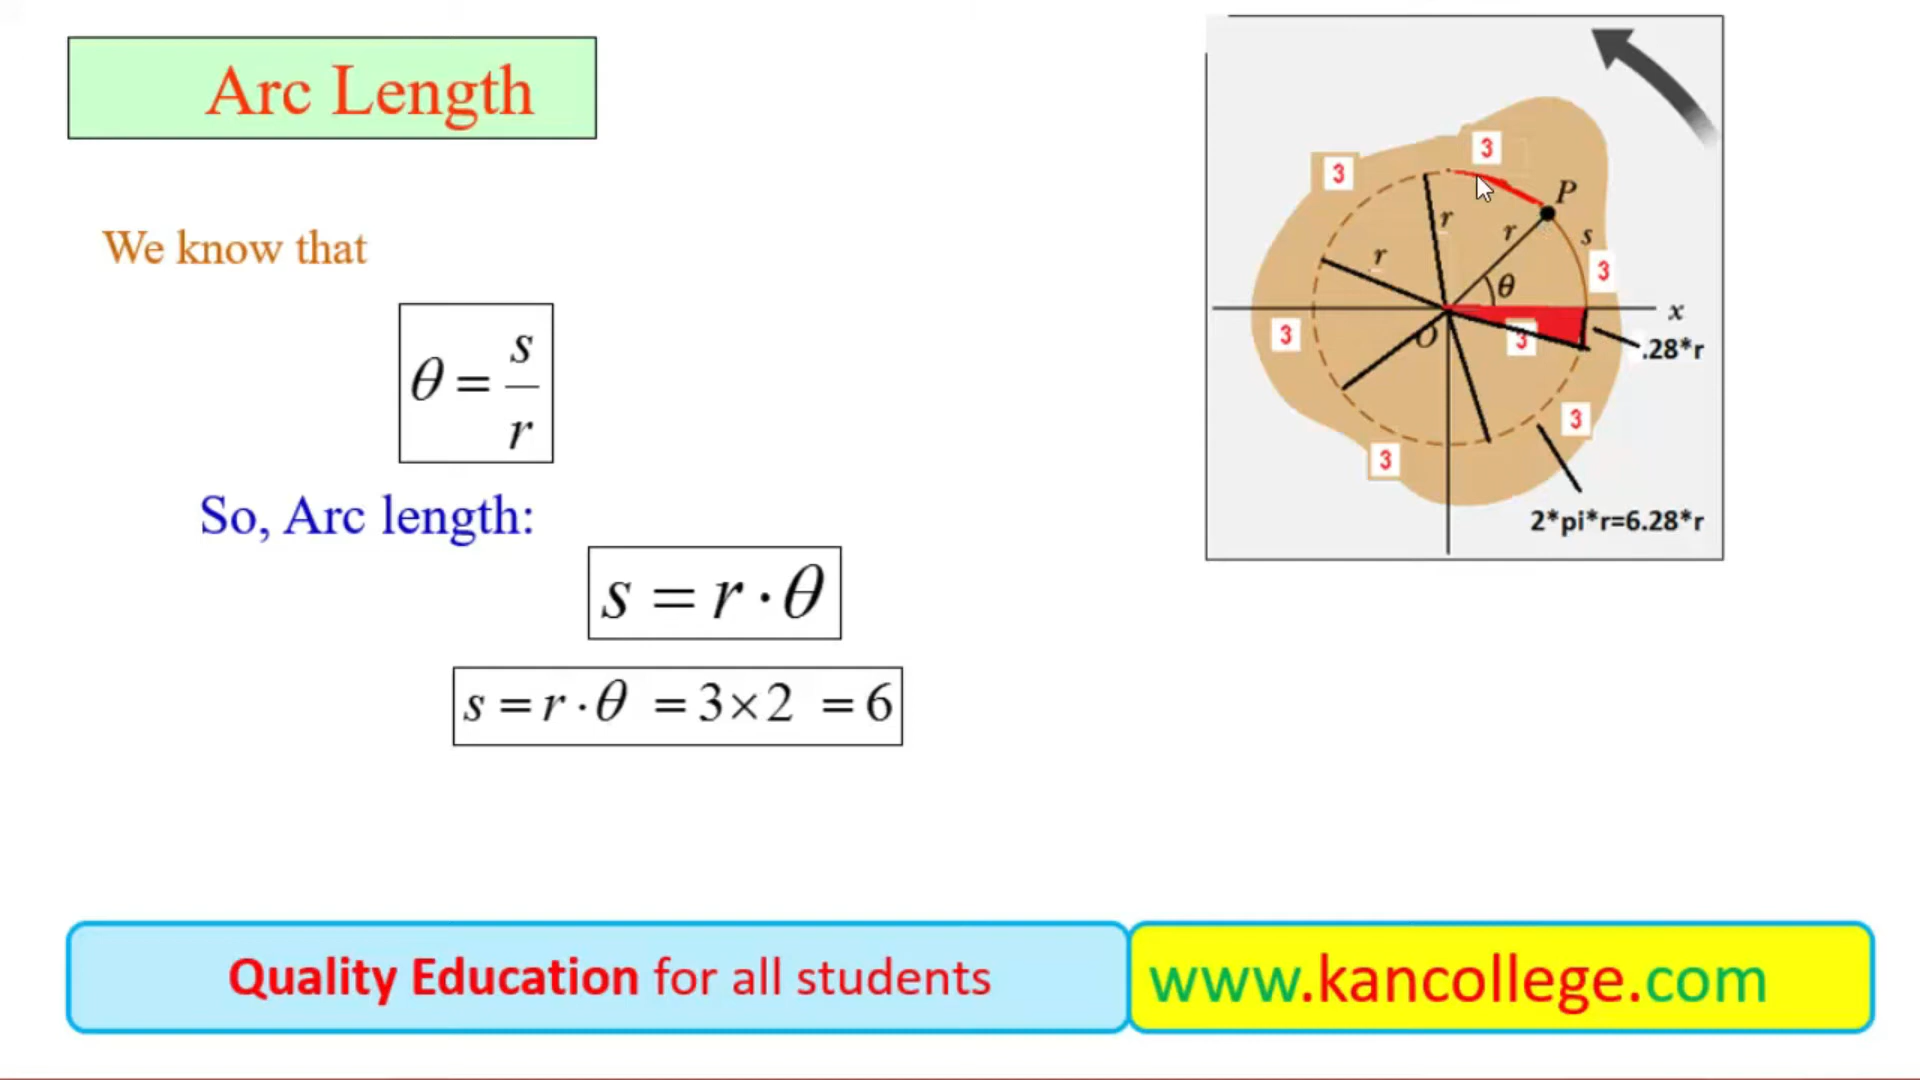 Arc Length
We know that
θ = s/r
So, Arc length:
s = r · θ
s = r · θ = 3×2 = 6
3
3
P
r
r
s
r
3
θ
x
3
O
3
.28*r
3
3
2*pi*r=6.28*r
Quality Education for all students
www.kancollege.com